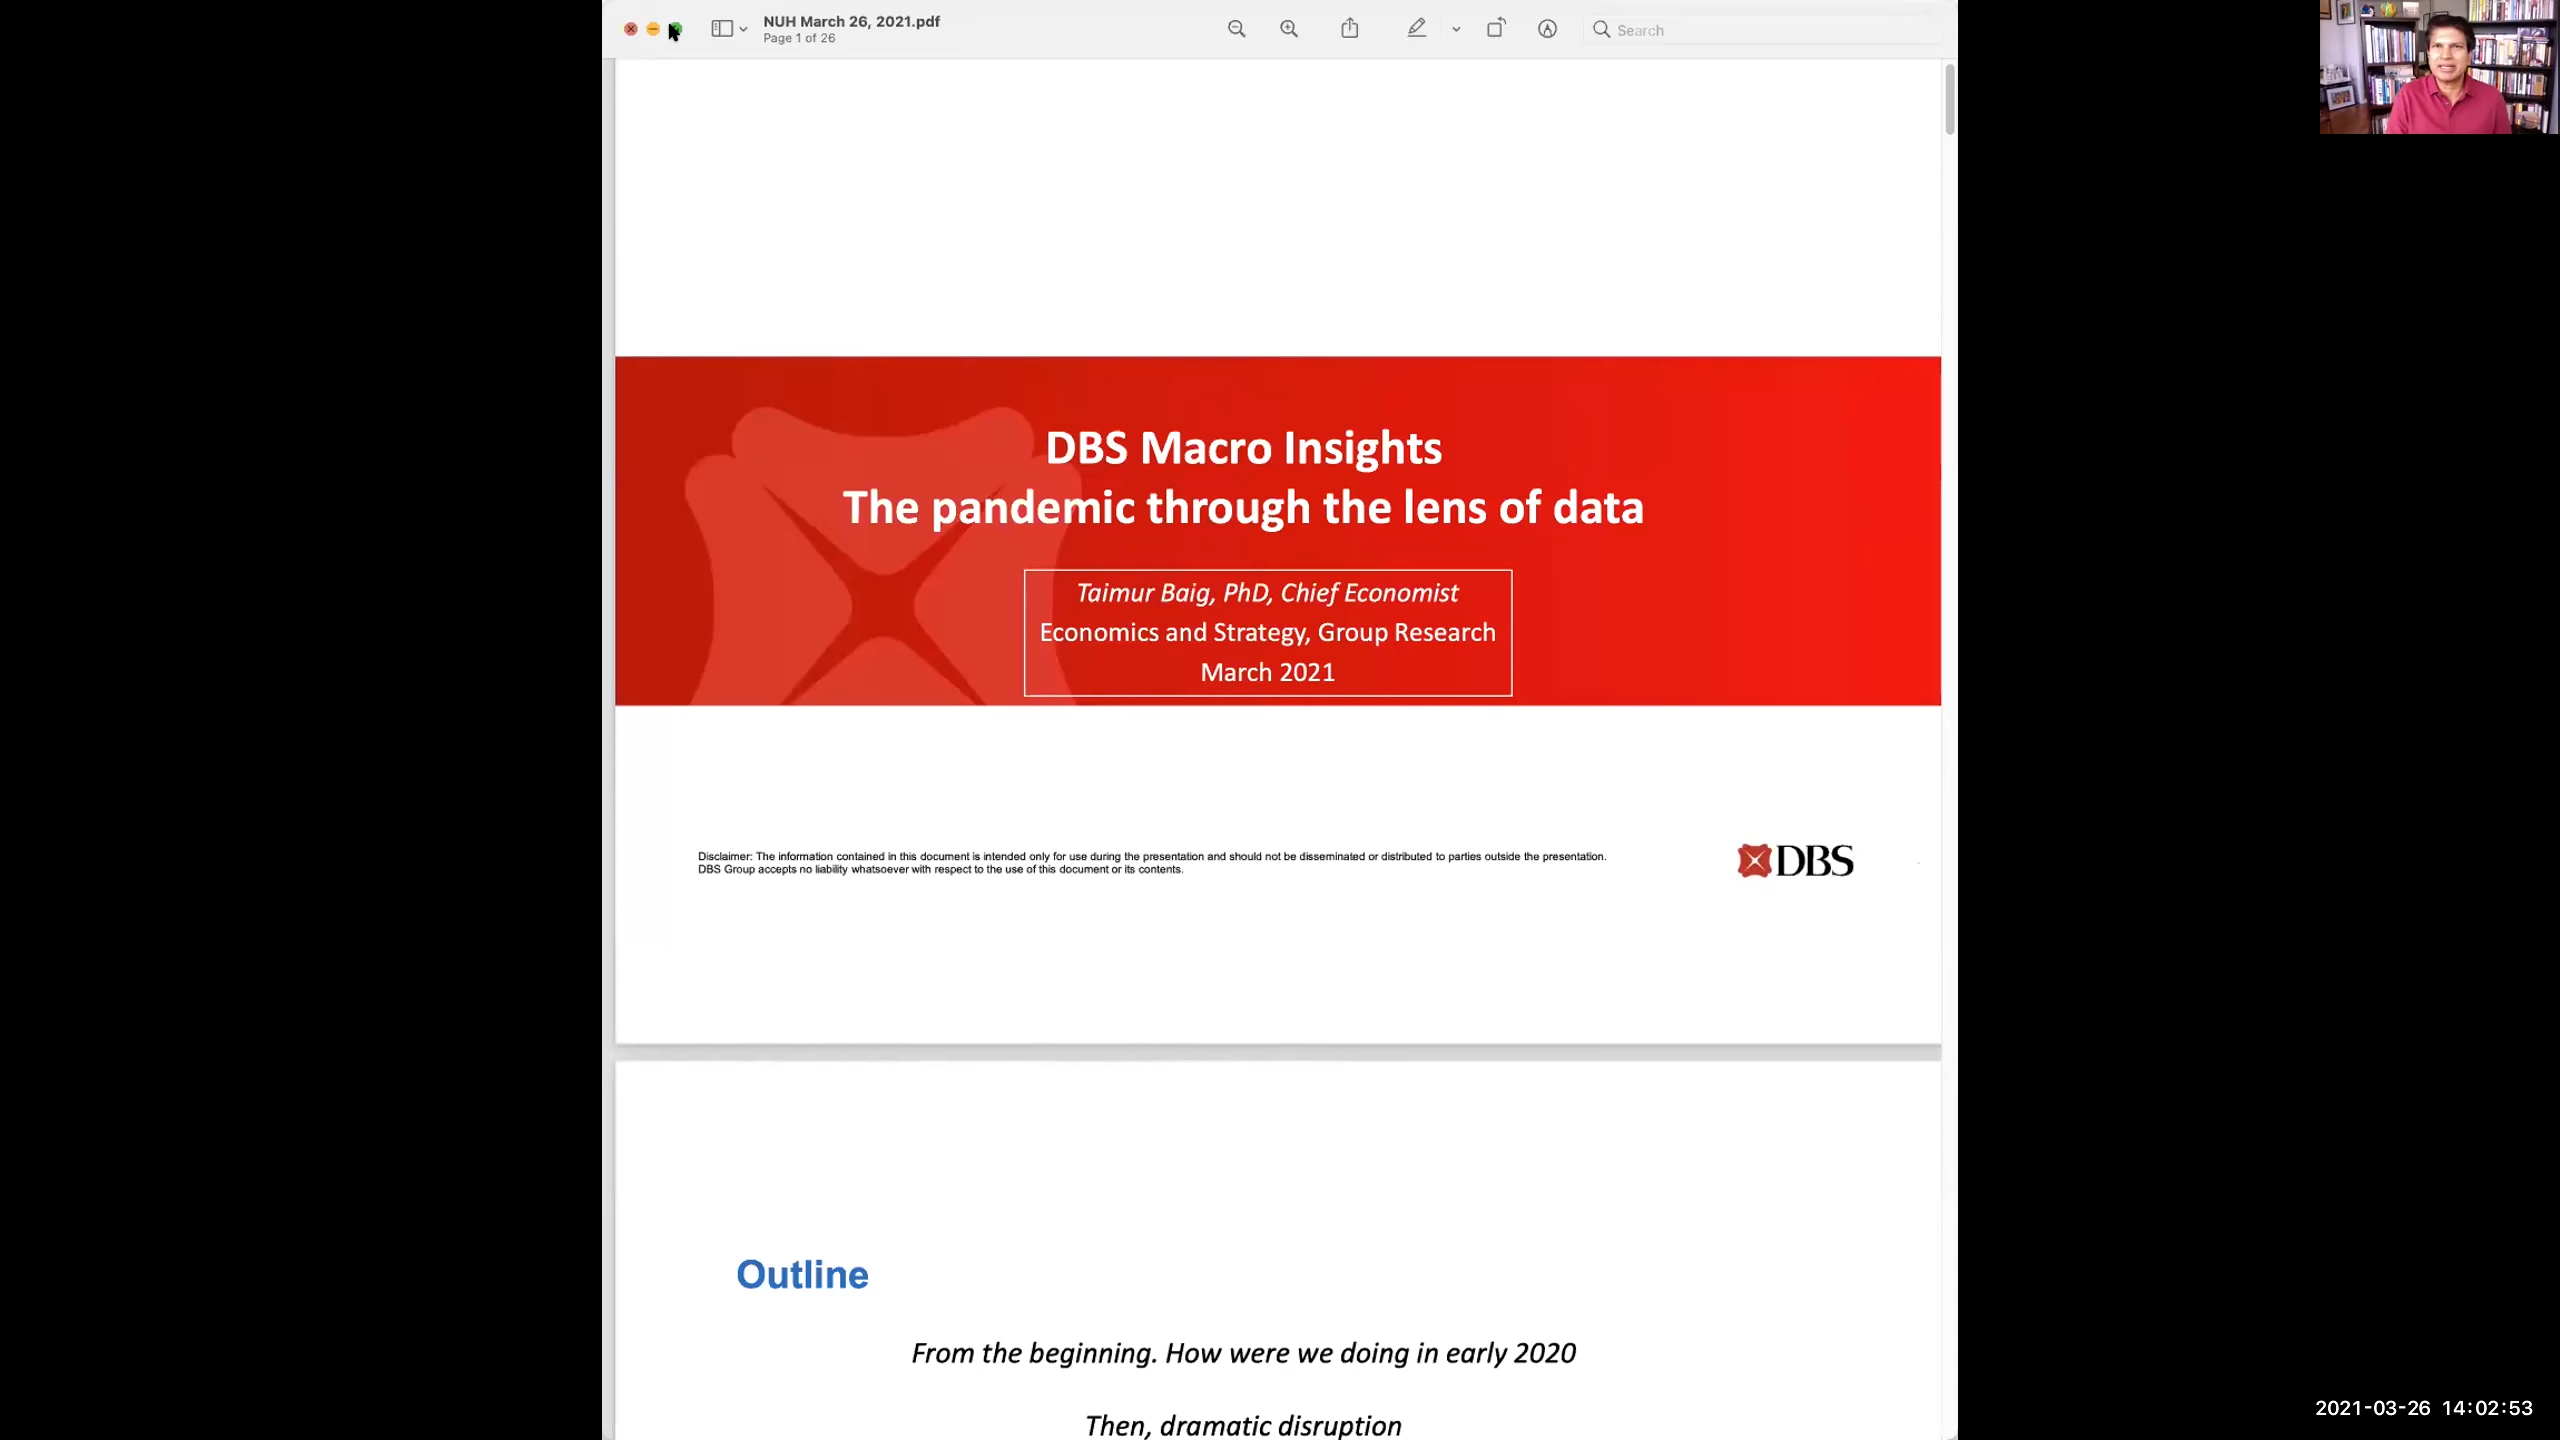 NUH March 26, 2021.pdf
Page 1 of 26
Search
DBS Macro Insights
The pandemic through the lens of data
Taimur Baig, PhD, Chief Economist
Economics and Strategy, Group Research
March 2021
Disclaimer: The information contained in this document is intended only for use during the presentation and should not be disseminated or distributed to parties outside the presentation.
DBS Group accepts no liability whatsoever with respect to the use of this document or its contents.
DBS
Outline
From the beginning. How were we doing in early 2020
Then, dramatic disruption
2021-03-26 14:02:53